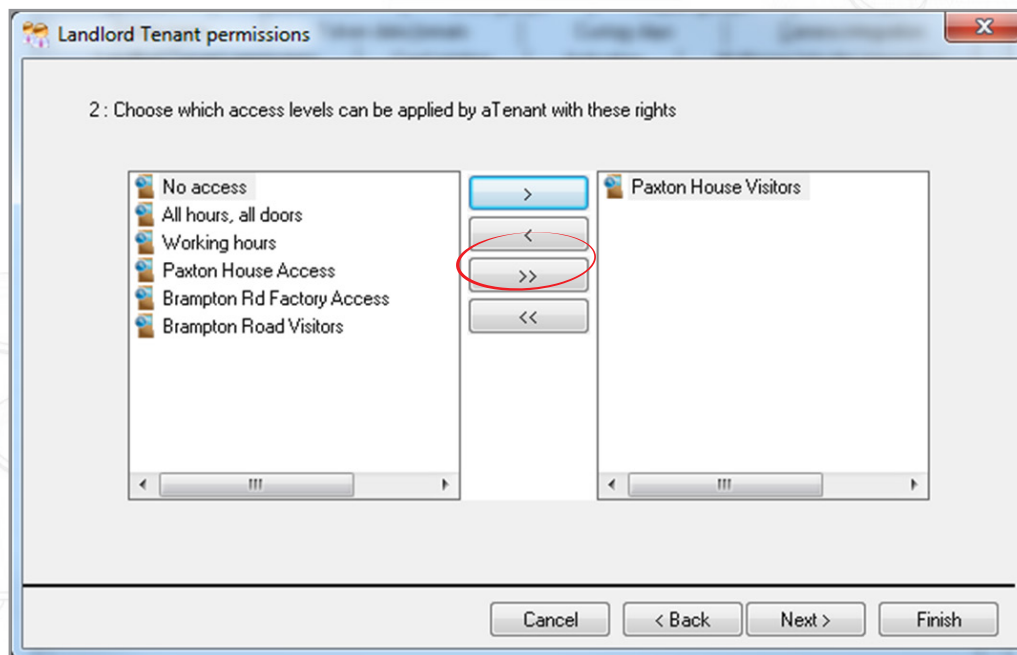 Landlord Tenant permissions
X
2 : Choose which access levels can be applied by aTenant with these rights
No access
All hours, all doors
Working hours
Paxton House Access
Brampton Rd Factory Access
Brampton Road Visitors
>
<
>>
<<
Paxton House Visitors
Cancel
< Back
Next >
Finish